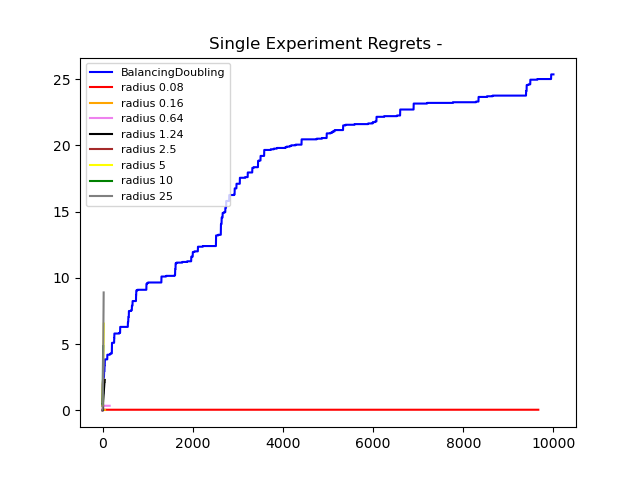 Single Experiment Regrets -
BalancingDoubling
radius 0.08
radius 0.16
radius 0.64
radius 1.24
radius 2.5
radius 5
radius 10
radius 25
25
20
15
10
5
0
0 2000 4000 6000 8000 10000